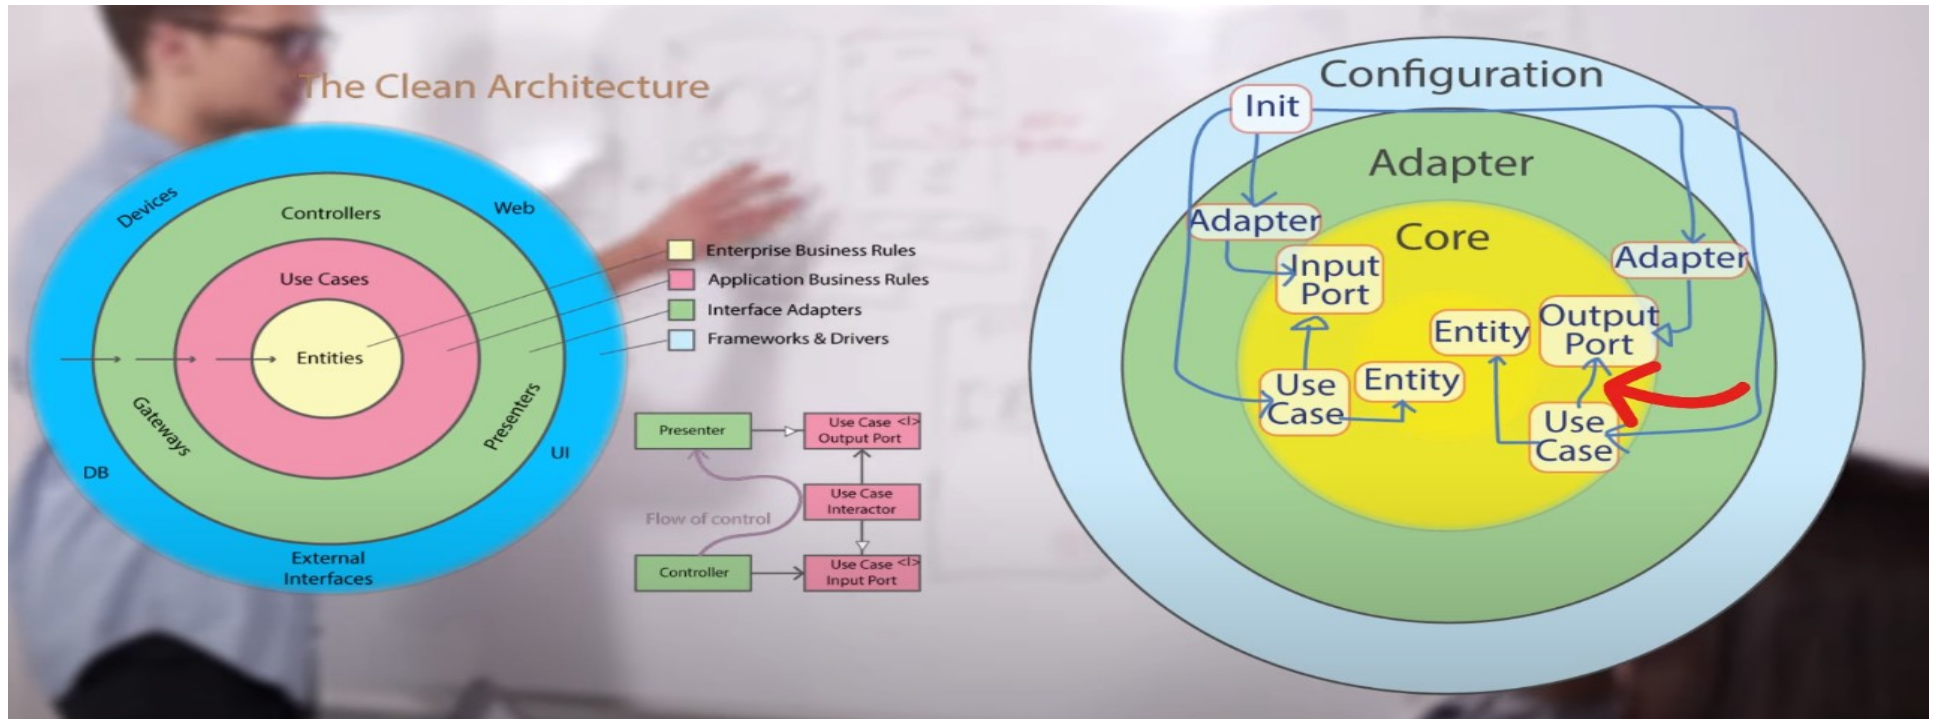 The Clean Architecture
Devices
Web
Controllers
Use Cases
Entities
Gateways
Presenters
DB
UI
External
Interfaces
Enterprise Business Rules
Application Business Rules
Interface Adapters
Frameworks & Drivers
Presenter
Use Case <I>
Output Port
Use Case
Interactor
Flow of control
Controller
Use Case <I>
Input Port
Configuration
Init
Adapter
Adapter
Core
Input
Port
Adapter
Entity
Output
Port
Use
Case
Entity
Use
Case